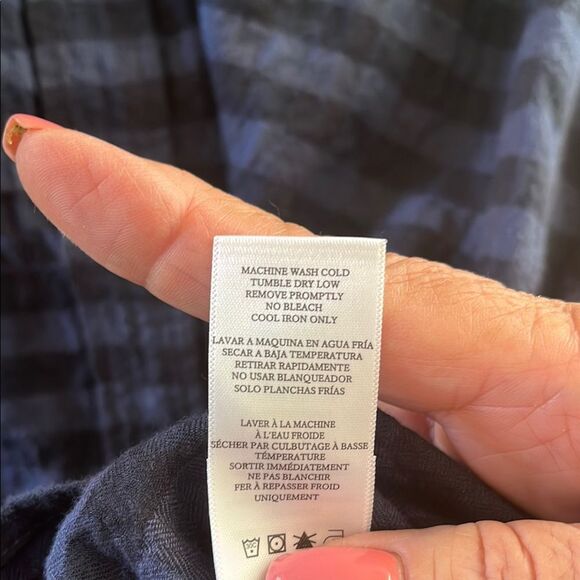 MACHINE WASH COLD
TUMBLE DRY LOW
REMOVE PROMPTLY
NO BLEACH
COOL IRON ONLY
LAVAR A MAQUINA EN AGUA FRÍA
SECAR A BAJA TEMPERATURA
RETIRAR RAPIDAMENTE
NO USAR BLANQUEADOR
SOLO PLANCHAS FRÍAS
LAVER À LA MACHINE
À L'EAU FROIDE
SÉCHER PAR CULBUTAGE À BASSE
TÉMPÉRATURE
SORTIR IMMÉDIATEMENT
NE PAS BLANCHIR
FER À REPASSER FROID
UNIQUEMENT